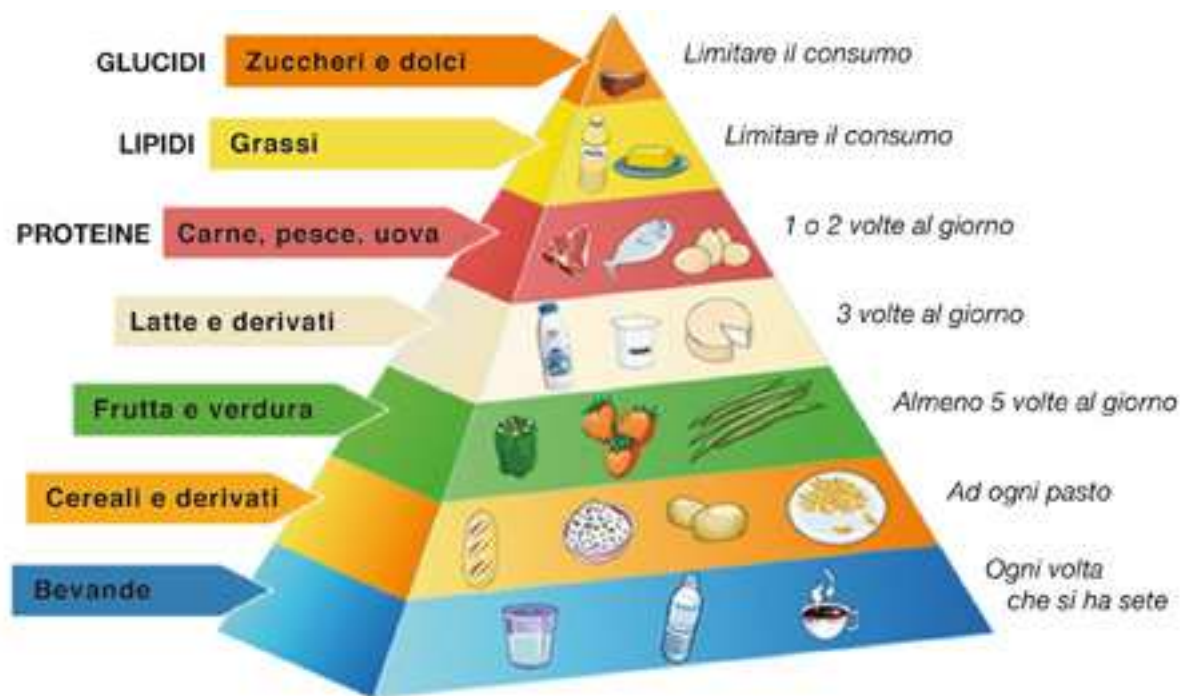 GLUCIDI Zuccheri e dolci Limitare il consumo
LIPIDI Grassi Limitare il consumo
PROTEINE Carne, pesce, uova 1 o 2 volte al giorno
Latte e derivati 3 volte al giorno
Frutta e verdura Almeno 5 volte al giorno
Cereali e derivati Ad ogni pasto
Bevande Ogni volta
che si ha sete